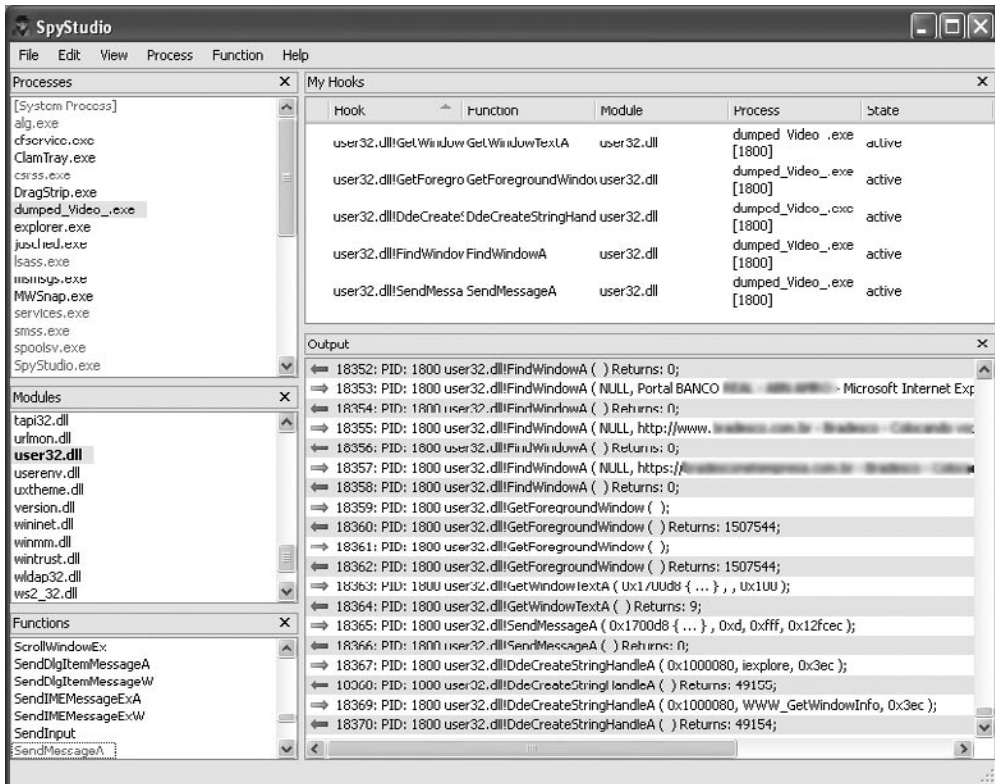 SpyStudio
File Edit View Process Function Help
Processes
[System Process]
alg.exe
cfservice.exe
ClamTray.exe
csrss.exe
DragStrip.exe
dumped_Video_.exe
explorer.exe
jusched.exe
lsass.exe
msmsgs.exe
MWSnap.exe
services.exe
smss.exe
spoolsv.exe
SpyStudio.exe
Modules
tapi32.dll
urlmon.dll
user32.dll
userenv.dll
uxtheme.dll
version.dll
wininet.dll
winmm.dll
wintrust.dll
wldap32.dll
ws2_32.dll
Functions
ScrollWindowEx
SendDlgItemMessageA
SendDlgItemMessageW
SendIMEMessageExA
SendIMEMessageExW
SendInput
SendMessageA
My Hooks
Hook Function Module Process State
user32.dll!GetWindow GetWindowTextA user32.dll dumped_Video_.exe [1800] active
user32.dll!GetForegro GetForegroundWindow user32.dll dumped_Video_.exe [1800] active
user32.dll!DdeCreateS DdeCreateStringHand user32.dll dumped_Video_.exe [1800] active
user32.dll!FindWindow FindWindowA user32.dll dumped_Video_.exe [1800] active
user32.dll!SendMessa SendMessageA user32.dll dumped_Video_.exe [1800] active
Output
18352: PID: 1800 user32.dll!FindWindowA ( ) Returns: 0;
18353: PID: 1800 user32.dll!FindWindowA ( NULL, Portal BANCO - Microsoft Internet Exp
18354: PID: 1800 user32.dll!FindWindowA ( ) Returns: 0;
18355: PID: 1800 user32.dll!FindWindowA ( NULL, http://www.
18356: PID: 1800 user32.dll!FindWindowA ( ) Returns: 0;
18357: PID: 1800 user32.dll!FindWindowA ( NULL, https://
18358: PID: 1800 user32.dll!FindWindowA ( ) Returns: 0;
18359: PID: 1800 user32.dll!GetForegroundWindow ( );
18360: PID: 1800 user32.dll!GetForegroundWindow ( ) Returns: 1507544;
18361: PID: 1800 user32.dll!GetForegroundWindow ( );
18362: PID: 1800 user32.dll!GetForegroundWindow ( ) Returns: 1507544;
18363: PID: 1800 user32.dll!GetWindowTextA ( 0x1700d8 { ... } , , 0x100 );
18364: PID: 1800 user32.dll!GetWindowTextA ( ) Returns: 9;
18365: PID: 1800 user32.dll!SendMessageA ( 0x1700d8 { ... } , 0xd, 0xfff, 0x12fcec );
18366: PID: 1800 user32.dll!SendMessageA ( ) Returns: 0;
18367: PID: 1800 user32.dll!DdeCreateStringHandleA ( 0x1000080, iexplore, 0x3ec );
18368: PID: 1800 user32.dll!DdeCreateStringHandleA ( ) Returns: 49155;
18369: PID: 1800 user32.dll!DdeCreateStringHandleA ( 0x1000080, WWW_GetWindowInfo, 0x3ec );
18370: PID: 1800 user32.dll!DdeCreateStringHandleA ( ) Returns: 49154;